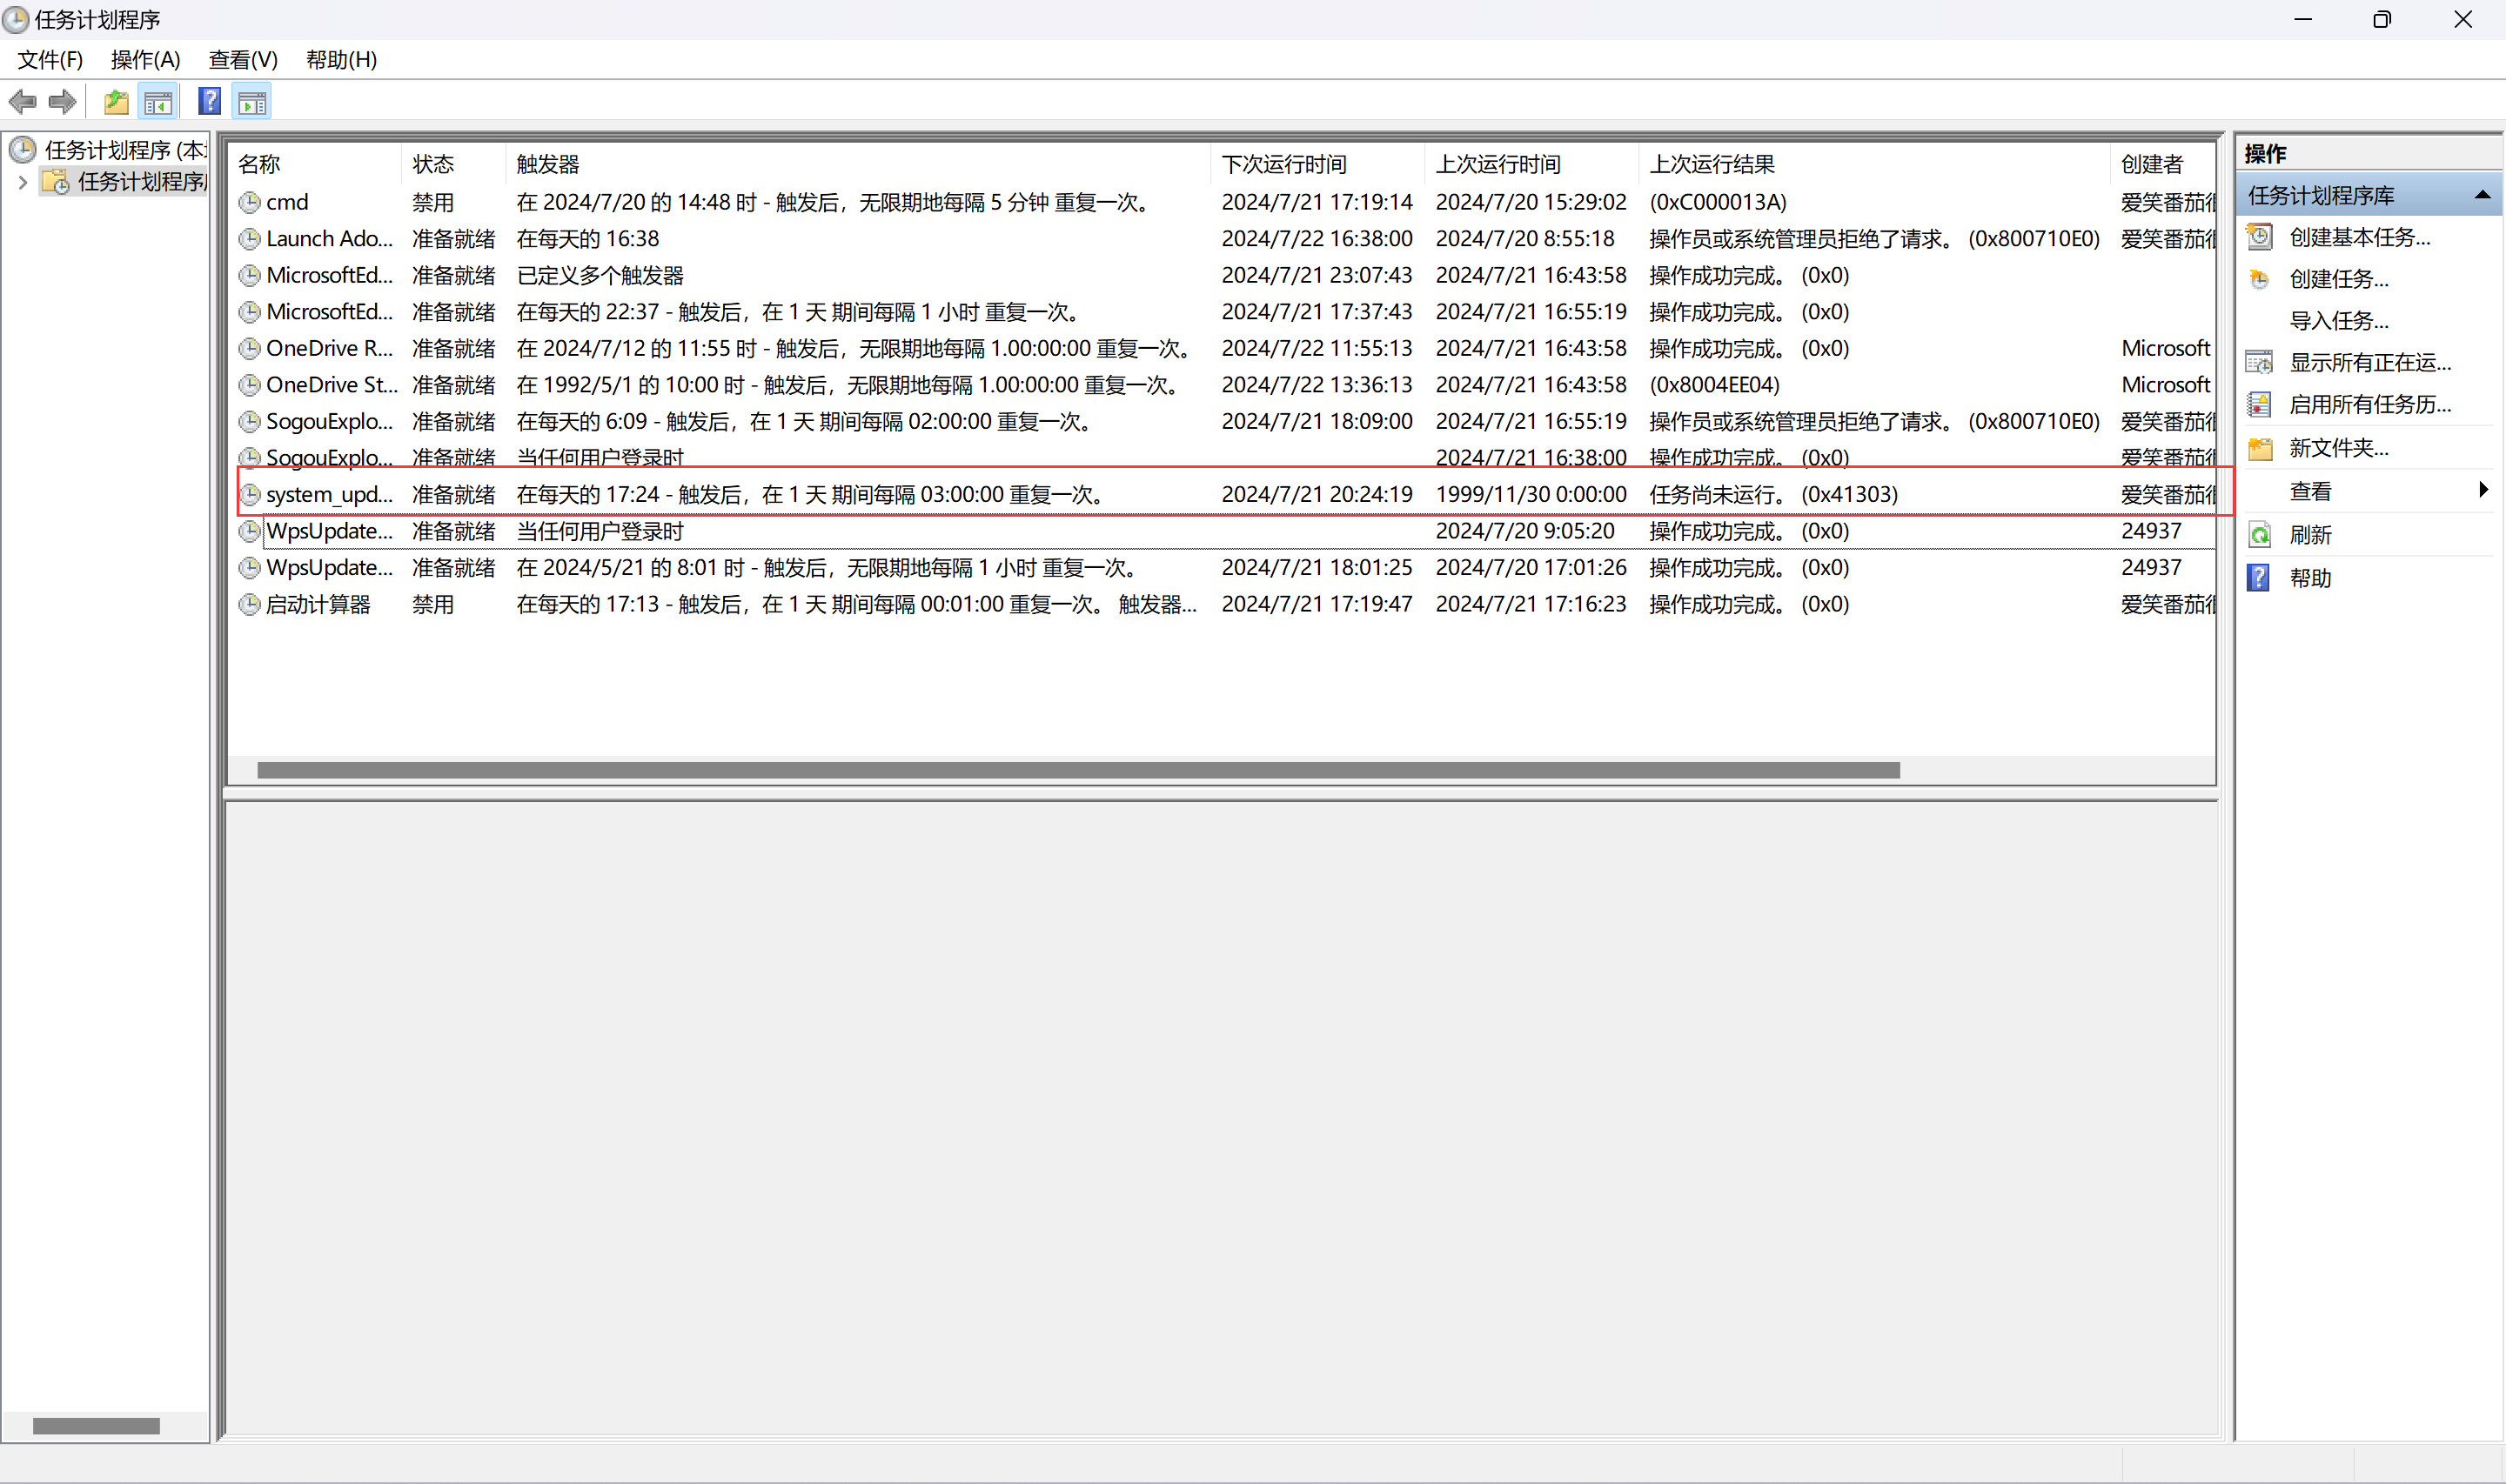 任务计划程序
文件(F) 操作(A) 查看(V) 帮助(H)
任务计划程序 (本
任务计划程序
名称 状态 触发器 下次运行时间 上次运行时间 上次运行结果 创建者
cmd 禁用 在 2024/7/20 的 14:48 时 - 触发后，无限期地每隔 5 分钟 重复一次。 2024/7/21 17:19:14 2024/7/20 15:29:02 (0xC000013A) 爱笑番茄
Launch Ado... 准备就绪 在每天的 16:38 2024/7/22 16:38:00 2024/7/20 8:55:18 操作员或系统管理员拒绝了请求。 (0x800710E0) 爱笑番茄
MicrosoftEd... 准备就绪 已定义多个触发器 2024/7/21 23:07:43 2024/7/21 16:43:58 操作成功完成。 (0x0)
MicrosoftEd... 准备就绪 在每天的 22:37 - 触发后，在 1 天 期间每隔 1 小时 重复一次。 2024/7/21 17:37:43 2024/7/21 16:55:19 操作成功完成。 (0x0)
OneDrive R... 准备就绪 在 2024/7/12 的 11:55 时 - 触发后，无限期地每隔 1.00:00:00 重复一次。 2024/7/22 11:55:13 2024/7/21 16:43:58 操作成功完成。 (0x0) Microsoft
OneDrive St... 准备就绪 在 1992/5/1 的 10:00 时 - 触发后，无限期地每隔 1.00:00:00 重复一次。 2024/7/22 13:36:13 2024/7/21 16:43:58 (0x8004EE04) Microsoft
SogouExplo... 准备就绪 在每天的 6:09 - 触发后，在 1 天 期间每隔 02:00:00 重复一次。 2024/7/21 18:09:00 2024/7/21 16:55:19 操作员或系统管理员拒绝了请求。 (0x800710E0) 爱笑番茄
SogouExplo... 准备就绪 当任何用户登录时 2024/7/21 16:38:00 操作成功完成。 (0x0) 爱笑番茄
system_upd... 准备就绪 在每天的 17:24 - 触发后，在 1 天 期间每隔 03:00:00 重复一次。 2024/7/21 20:24:19 1999/11/30 0:00:00 任务尚未运行。 (0x41303) 爱笑番茄
WpsUpdate... 准备就绪 当任何用户登录时 2024/7/20 9:05:20 操作成功完成。 (0x0) 24937
WpsUpdate... 准备就绪 在 2024/5/21 的 8:01 时 - 触发后，无限期地每隔 1 小时 重复一次。 2024/7/21 18:01:25 2024/7/20 17:01:26 操作成功完成。 (0x0) 24937
启动计算器 禁用 在每天的 17:13 - 触发后，在 1 天 期间每隔 00:01:00 重复一次。 触发器... 2024/7/21 17:19:47 2024/7/21 17:16:23 操作成功完成。 (0x0) 爱笑番茄
操作
任务计划程序库
创建基本任务...
创建任务...
导入任务...
显示所有正在运...
启用所有任务历...
新文件夹...
查看
刷新
帮助